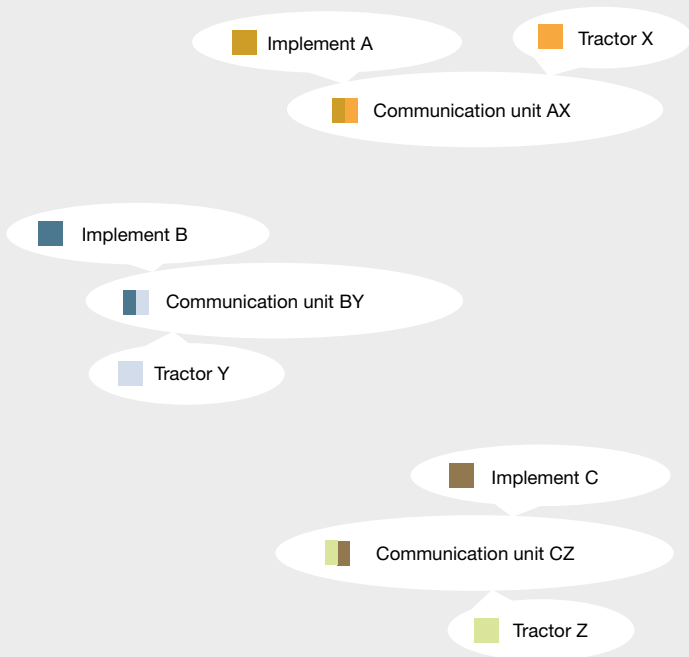 Implement A
Tractor X
Communication unit AX
Implement B
Communication unit BY
Tractor Y
Implement C
Communication unit CZ
Tractor Z